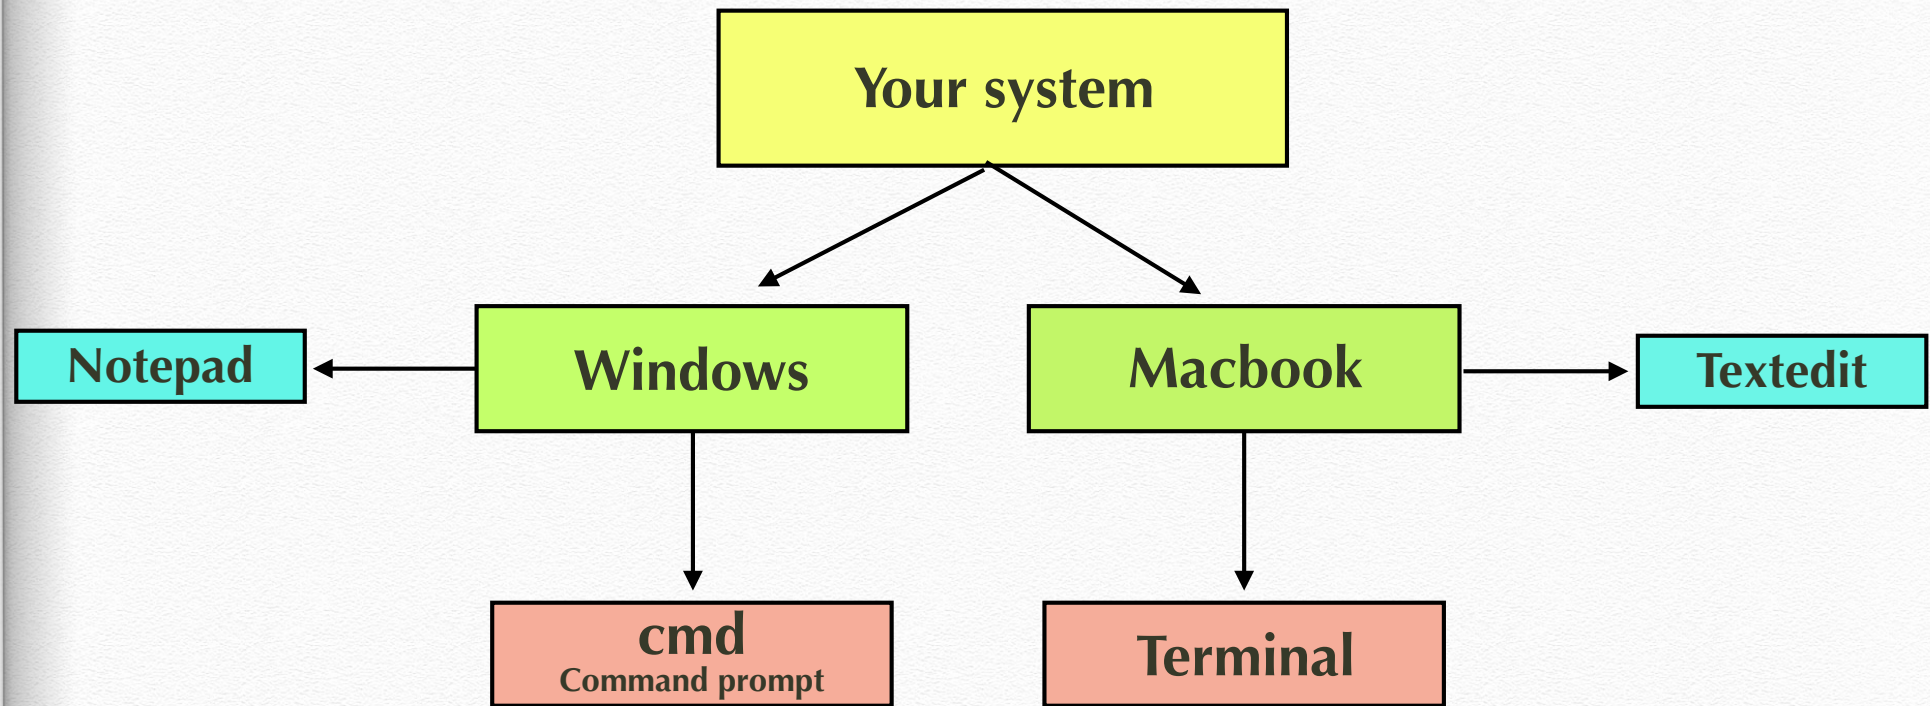 Your system
Notepad
Windows
Macbook
Textedit
cmd
Command prompt
Terminal